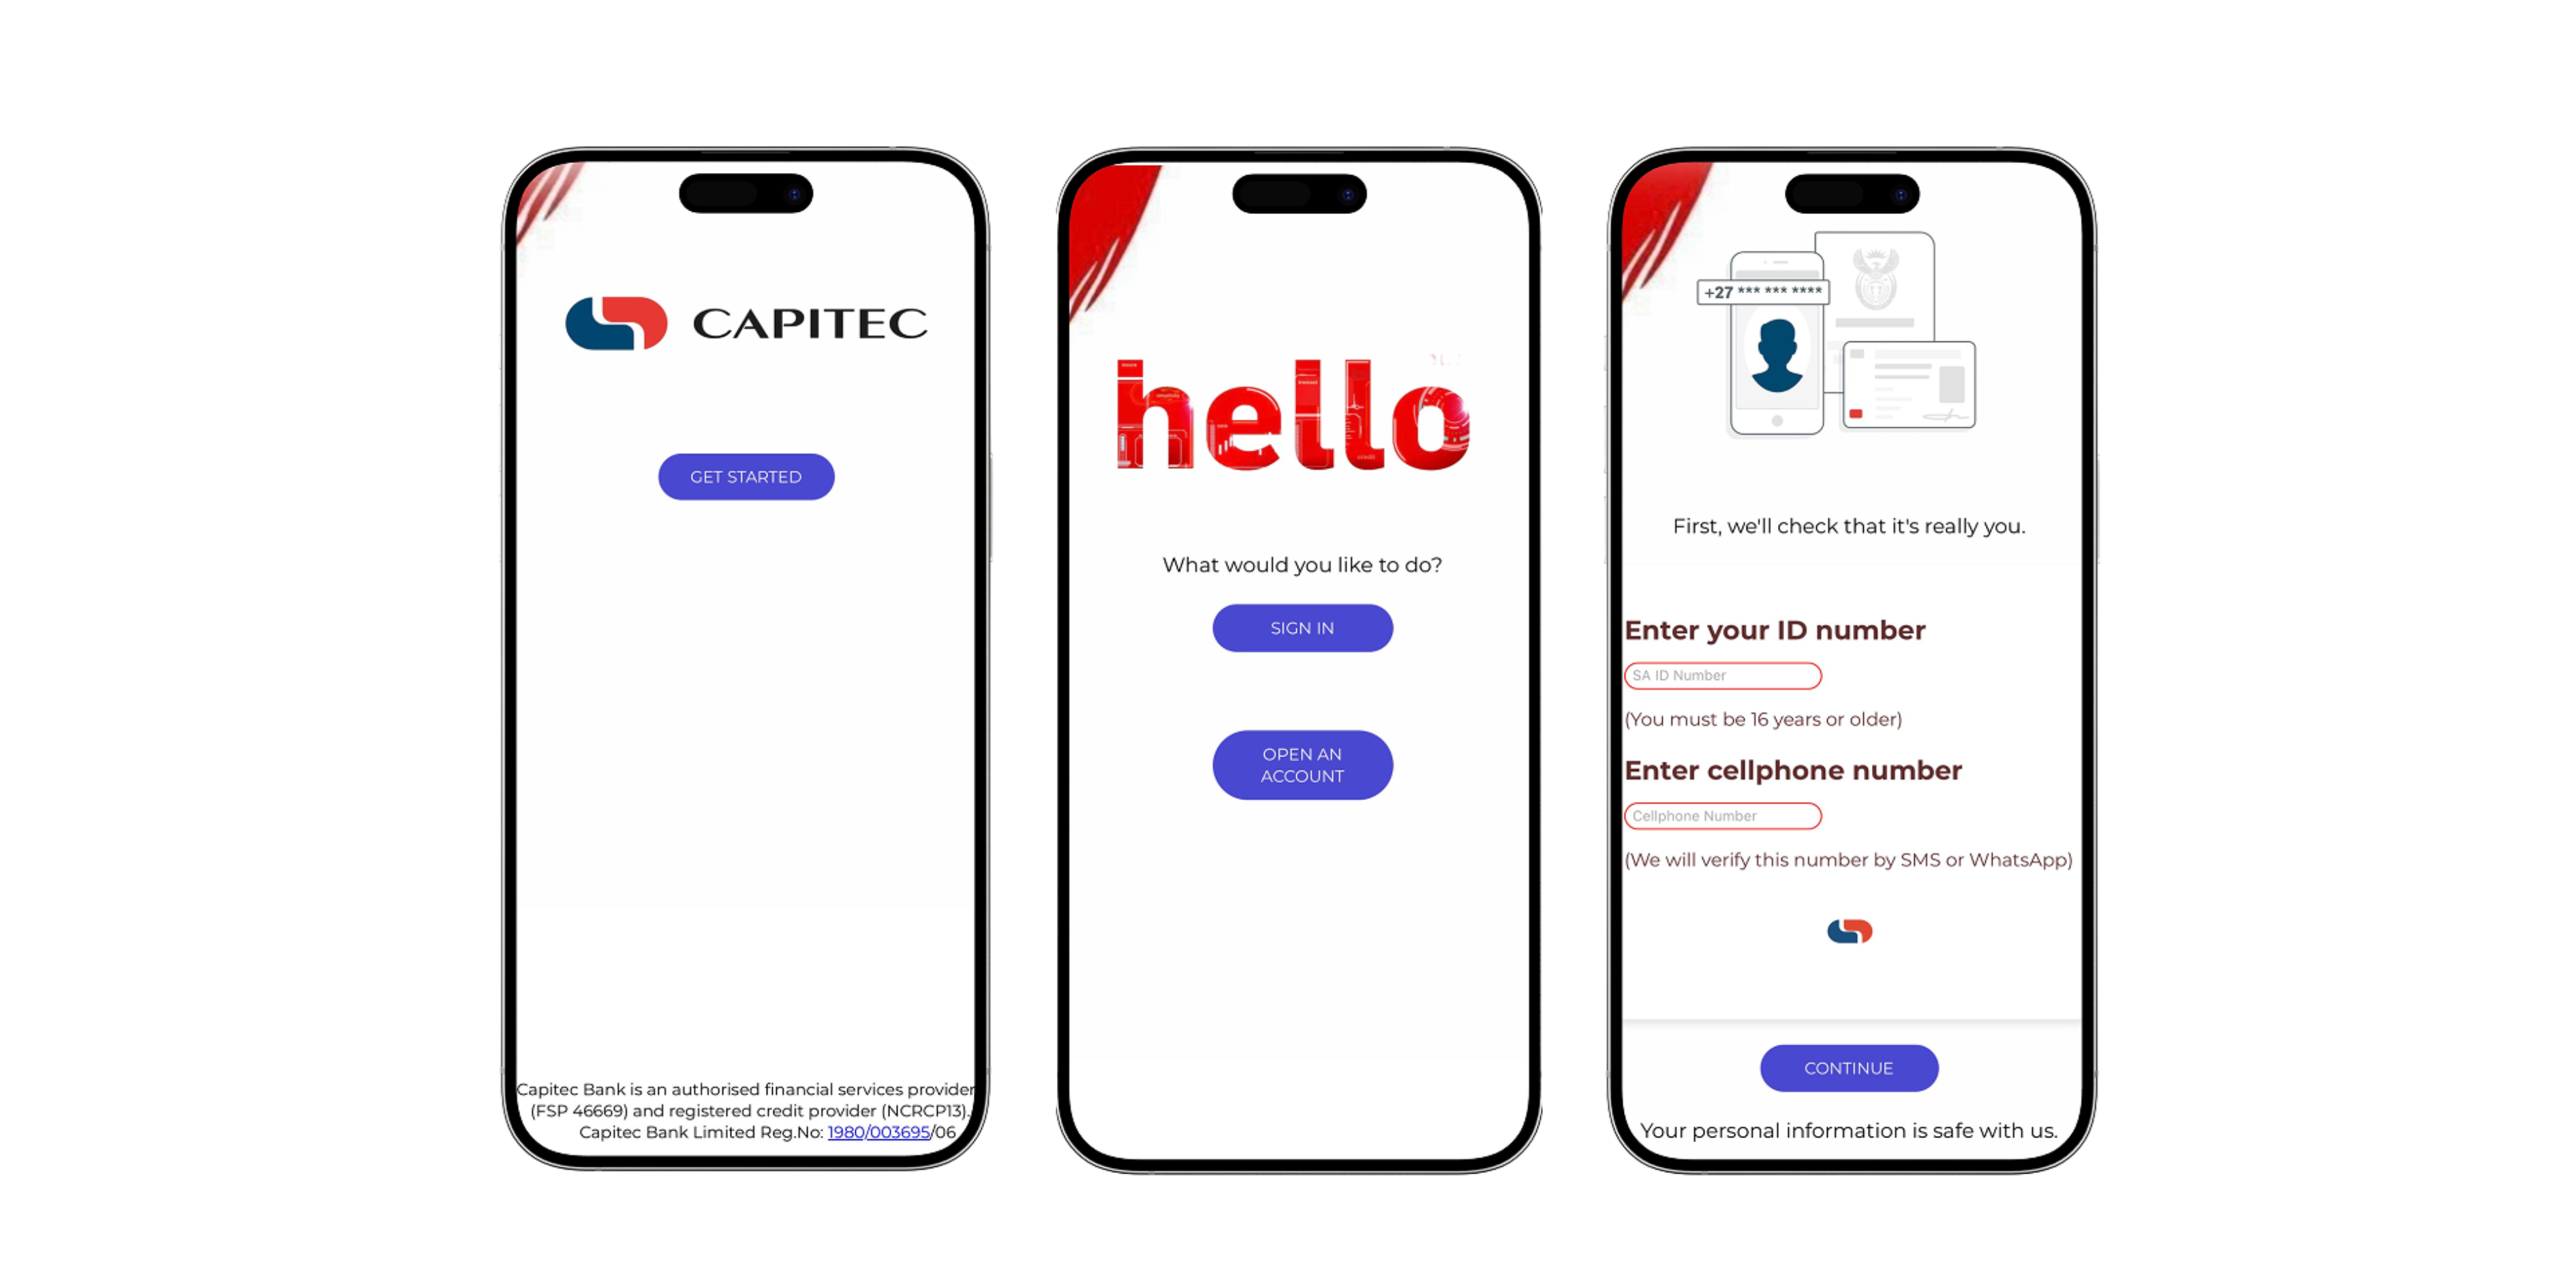 CAPITEC
GET STARTED
Capitec Bank is an authorised financial services provider
(FSP 46669) and registered credit provider (NCRCP13).
Capitec Bank Limited Reg.No: 1980/003695/06
hello
What would you like to do?
SIGN IN
OPEN AN
ACCOUNT
+27 *** *** ****
First, we'll check that it's really you.
Enter your ID number
SA ID Number
(You must be 16 years or older)
Enter cellphone number
Cellphone Number
(We will verify this number by SMS or WhatsApp)
CONTINUE
Your personal information is safe with us.